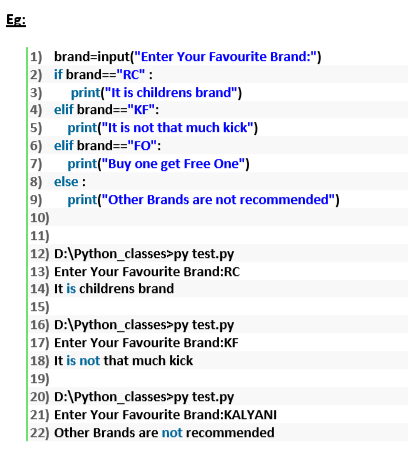 Eg:
1) brand=input("Enter Your Favourite Brand:")
2) if brand=="RC" :
3) print("It is childrens brand")
4) elif brand=="KF":
5) print("It is not that much kick")
6) elif brand=="FO":
7) print("Buy one get Free One")
8) else :
9) print("Other Brands are not recommended")
10)
11)
12) D:\Python_classes>py test.py
13) Enter Your Favourite Brand:RC
14) It is childrens brand
15)
16) D:\Python_classes>py test.py
17) Enter Your Favourite Brand:KF
18) It is not that much kick
19)
20) D:\Python_classes>py test.py
21) Enter Your Favourite Brand:KALYANI
22) Other Brands are not recommended